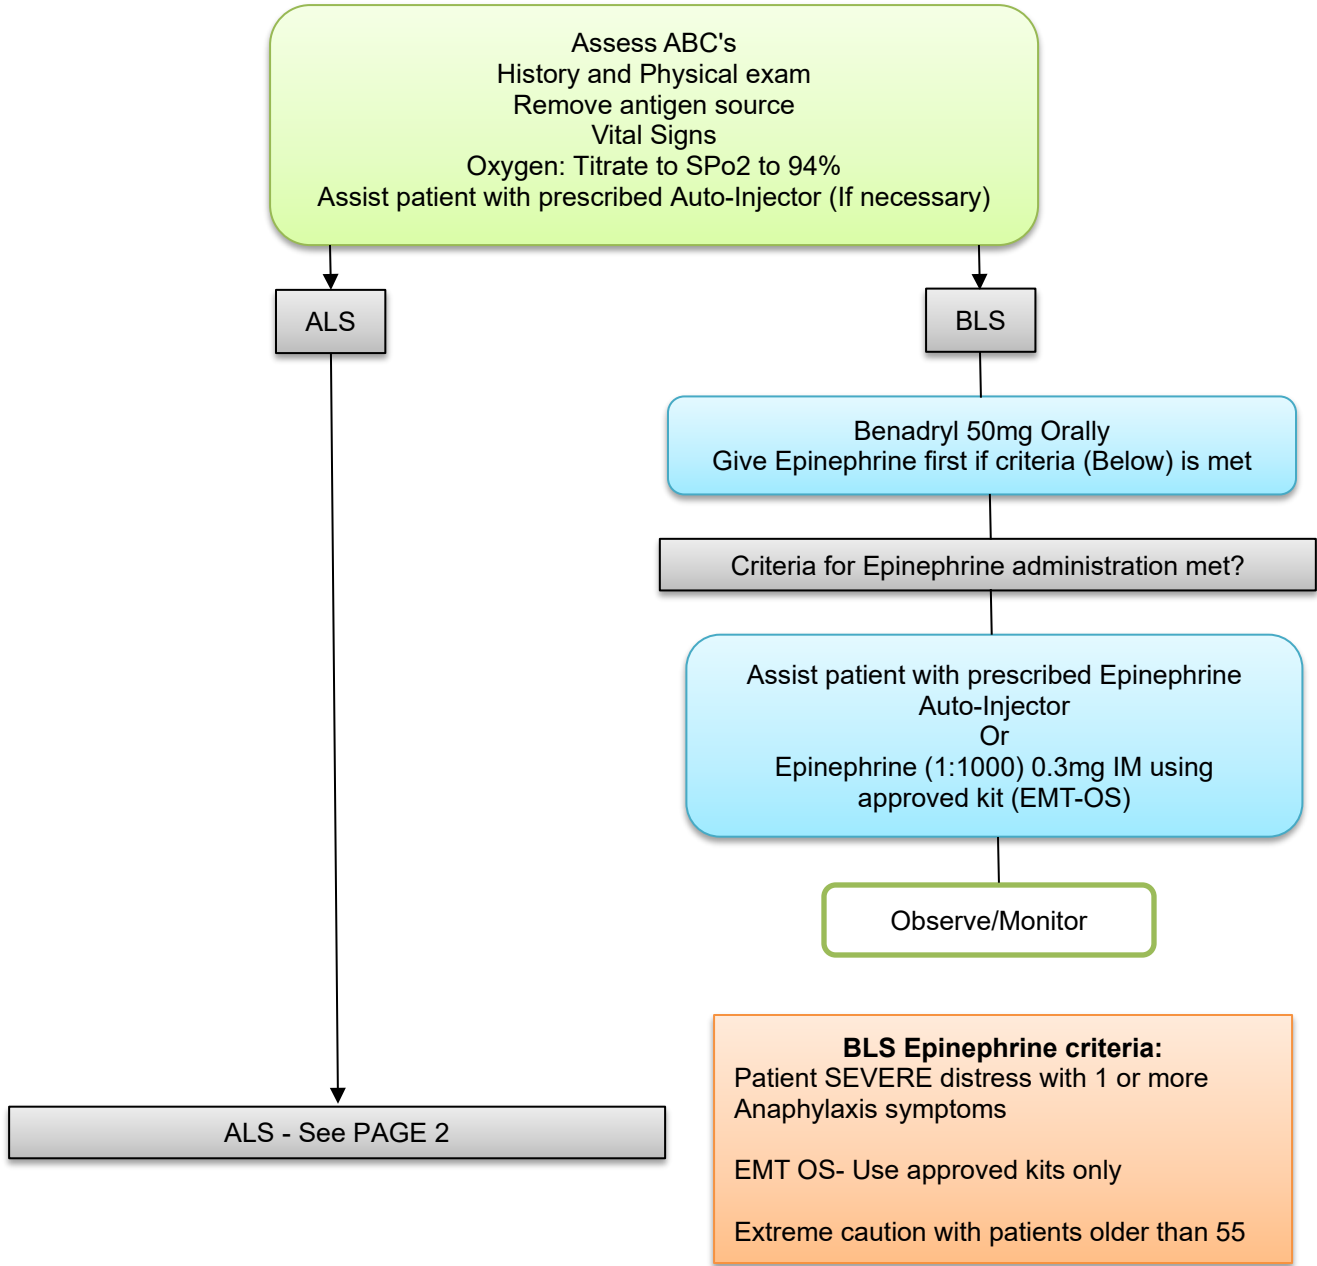 Assess ABC's
History and Physical exam
Remove antigen source
Vital Signs
Oxygen: Titrate to SPo2 to 94%
Assist patient with prescribed Auto-Injector (If necessary)
ALS
BLS
Benadryl 50mg Orally
Give Epinephrine first if criteria (Below) is met
Criteria for Epinephrine administration met?
Assist patient with prescribed Epinephrine
Auto-Injector
Or
Epinephrine (1:1000) 0.3mg IM using
approved kit (EMT-OS)
Observe/Monitor
ALS - See PAGE 2
BLS Epinephrine criteria:
Patient SEVERE distress with 1 or more
Anaphylaxis symptoms
EMT OS- Use approved kits only
Extreme caution with patients older than 55